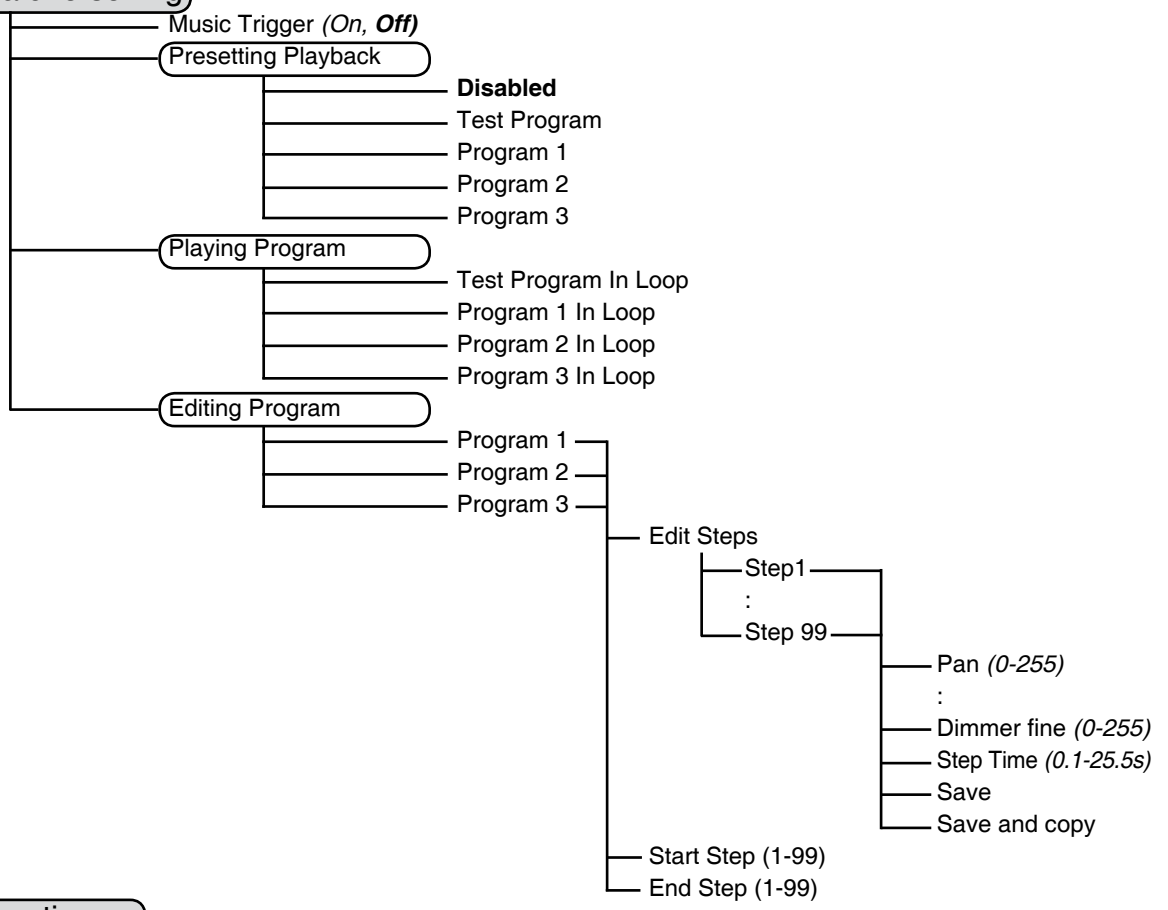 Music Trigger (On, Off)
Presetting Playback
Disabled
Test Program
Program 1
Program 2
Program 3
Playing Program
Test Program In Loop
Program 1 In Loop
Program 2 In Loop
Program 3 In Loop
Editing Program
Program 1
Program 2
Program 3
Edit Steps
Step1
:
Step 99
Pan (0-255)
:
Dimmer fine (0-255)
Step Time (0.1-25.5s)
Save
Save and copy
Start Step (1-99)
End Step (1-99)